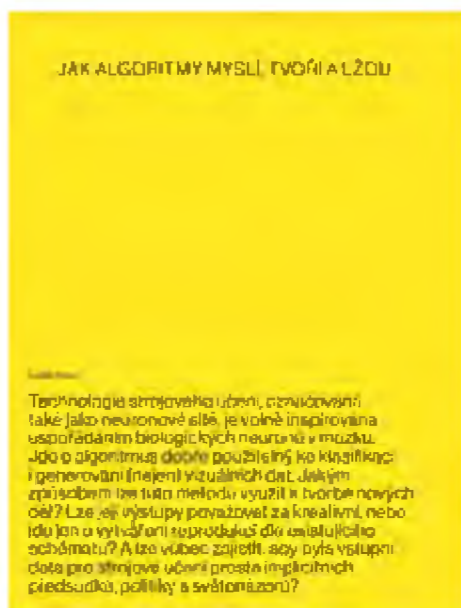 JAK ALGORITMY MYSLÍ, TVOŘÍ A LŽOU
Technologie strojového učení, označovaná
také jako neuronové sítě, je volně inspirována
uspořádáním biologických neuronů v mozku.
Jde o algoritmus dobře použitelný ke klasifikaci
i generování (nejen) vizuálních dat. Jakým
způsobem lze tuto metodu využít k tvorbě nových
děl? Lze její výstupy považovat za kreativní, nebo
jde jen o vytváření reprodukcí dle existujícího
schématu? A lze vůbec zajistit, aby byla vstupní
data pro strojové učení prosta implicitních
předsudků, politiky a světonázorů?